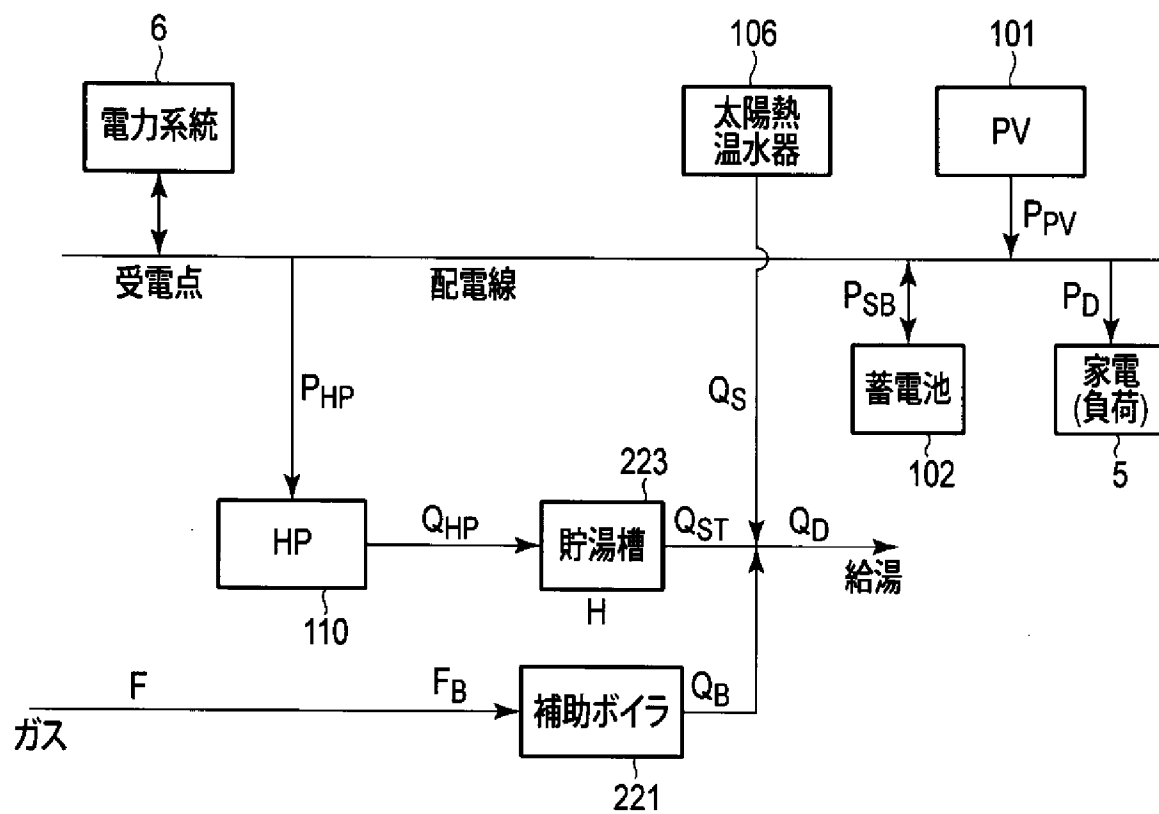 6
106
101
電力系統
太陽熱
温水器
PV
P_PV
受電点
配電線
P_SB
P_D
P_HP
Q_S
蓄電池
家電
(負荷)
102
5
223
HP
Q_HP
貯湯槽
Q_ST
Q_D
給湯
H
110
F
F_B
補助ボイラ
Q_B
ガス
221